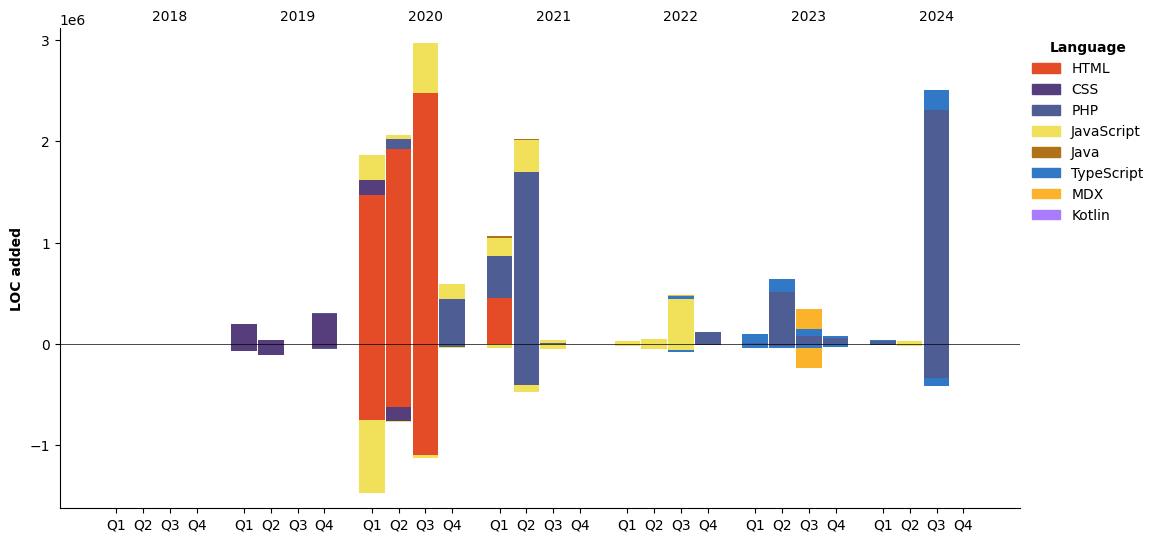 2018 2019 2020 2021 2022 2023 2024
1e6
3
2
1
0
−1
LOC added
Q1 Q2 Q3 Q4 Q1 Q2 Q3 Q4 Q1 Q2 Q3 Q4 Q1 Q2 Q3 Q4 Q1 Q2 Q3 Q4 Q1 Q2 Q3 Q4 Q1 Q2 Q3 Q4
Language
HTML
CSS
PHP
JavaScript
Java
TypeScript
MDX
Kotlin